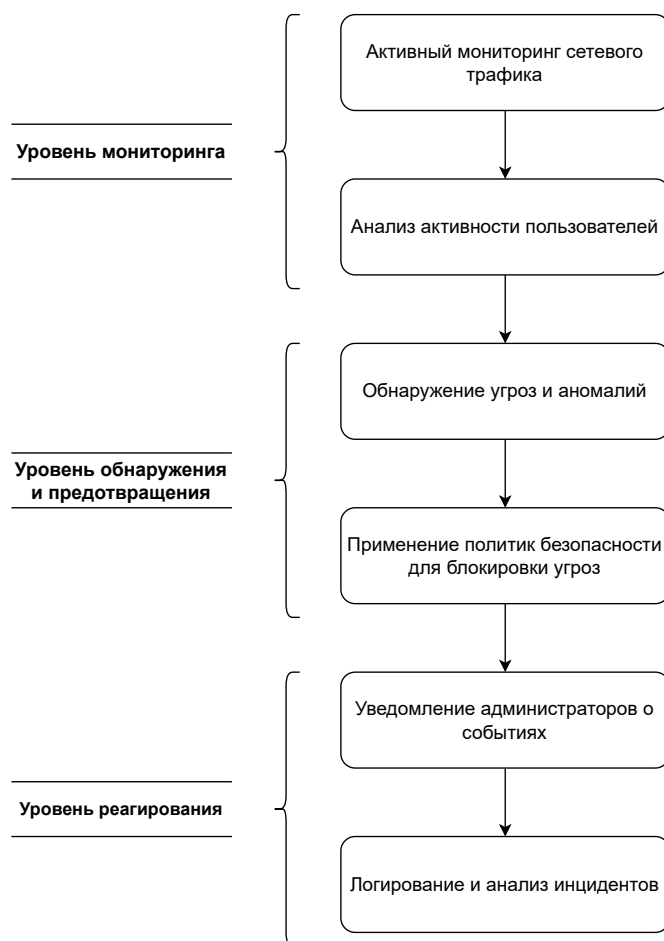 Активный мониторинг сетевого
трафика
Уровень мониторинга
Анализ активности пользователей
Обнаружение угроз и аномалий
Уровень обнаружения
и предотвращения
Применение политик безопасности
для блокировки угроз
Уведомление администраторов о
событиях
Уровень реагирования
Логирование и анализ инцидентов